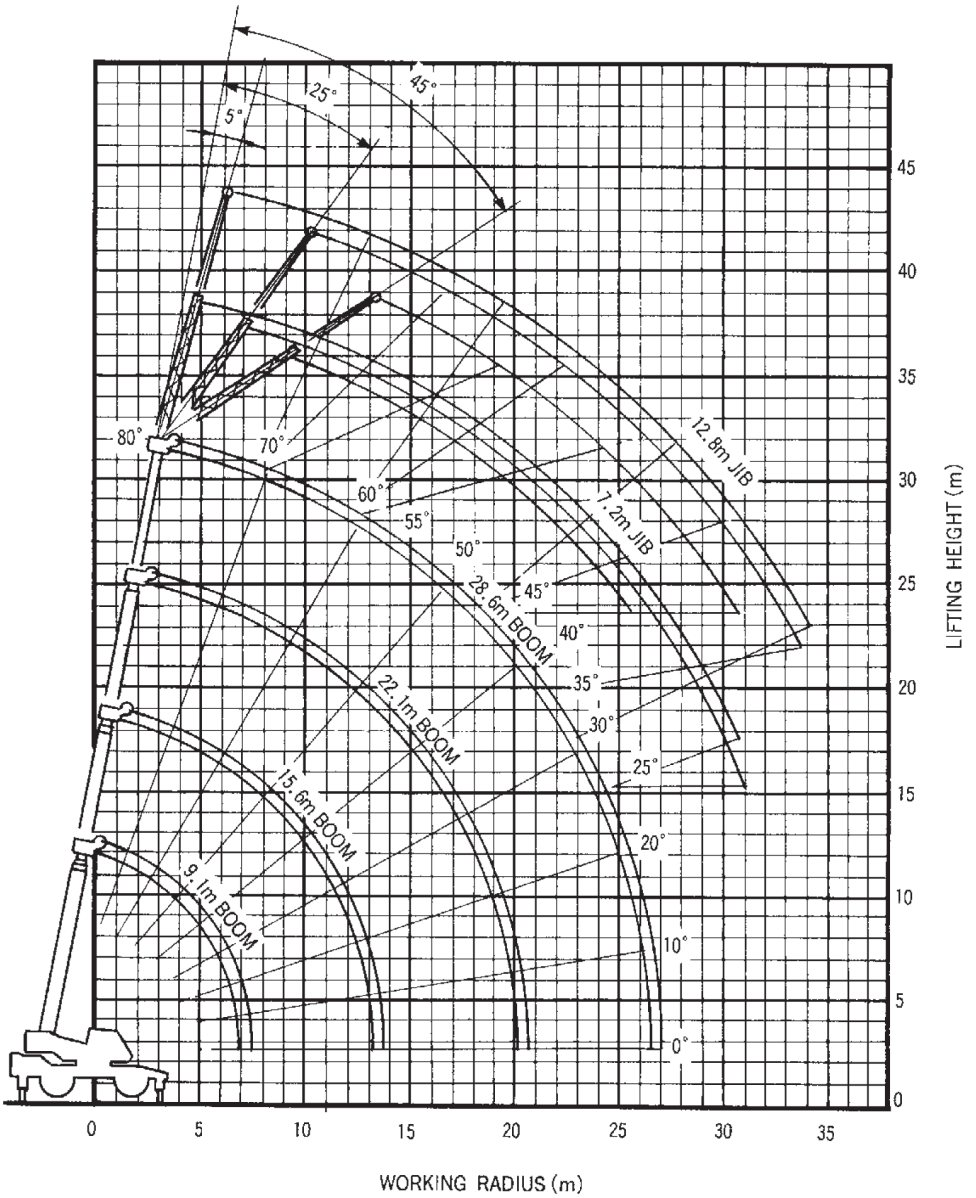 45°
25°
5°
45
40
35
30
25
20
15
10
5
0
12.8m JIB
7.2m JIB
80°
70°
60°
55°
50°
45°
40°
35°
30°
25°
20°
10°
0°
28.6m BOOM
22.1m BOOM
15.6m BOOM
9.1m BOOM
LIFTING HEIGHT (m)
0 5 10 15 20 25 30 35
WORKING RADIUS (m)